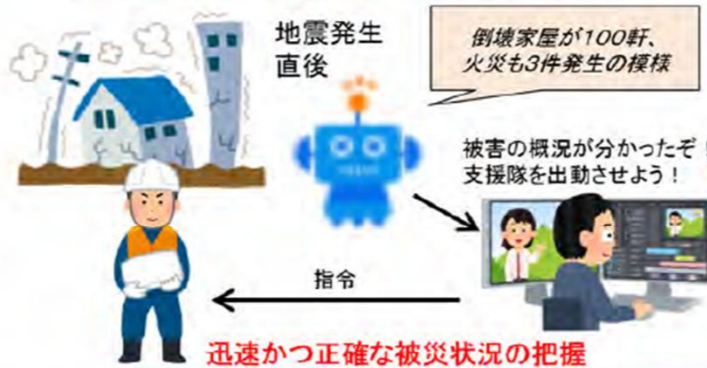 地震発生
直後
倒壊家屋が100軒、
火災も3件発生の模様
被害の概況が分かったぞ！
支援隊を出動させよう！
指令
迅速かつ正確な被災状況の把握